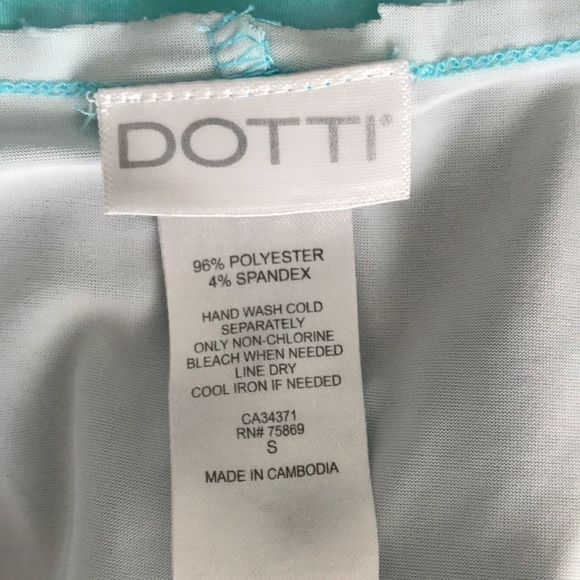 DOTTI®
96% POLYESTER
4% SPANDEX
HAND WASH COLD
SEPARATELY
ONLY NON-CHLORINE
BLEACH WHEN NEEDED
LINE DRY
COOL IRON IF NEEDED
CA34371
RN# 75869
S
MADE IN CAMBODIA